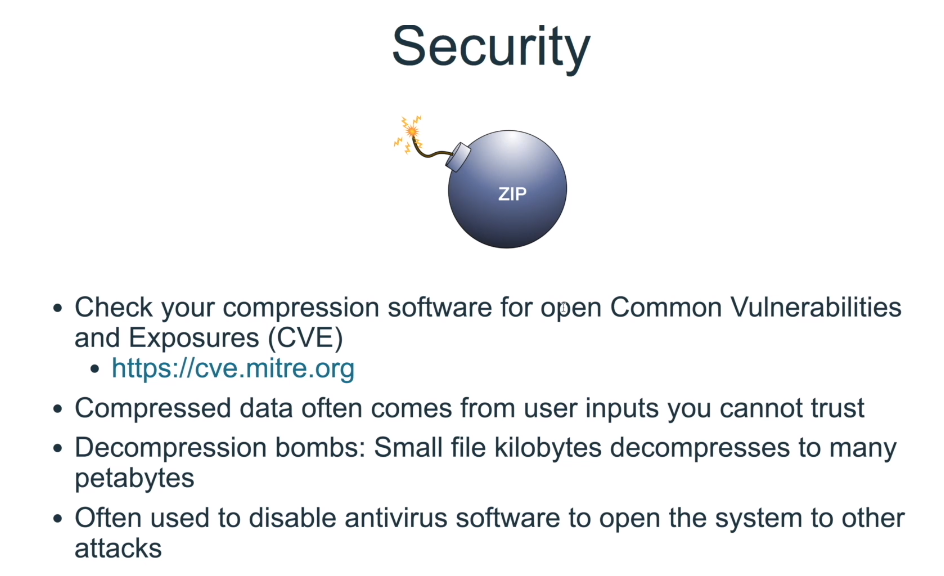 Security
ZIP
• Check your compression software for open Common Vulnerabilities
and Exposures (CVE)
• https://cve.mitre.org
• Compressed data often comes from user inputs you cannot trust
• Decompression bombs: Small file kilobytes decompresses to many
petabytes
• Often used to disable antivirus software to open the system to other
attacks